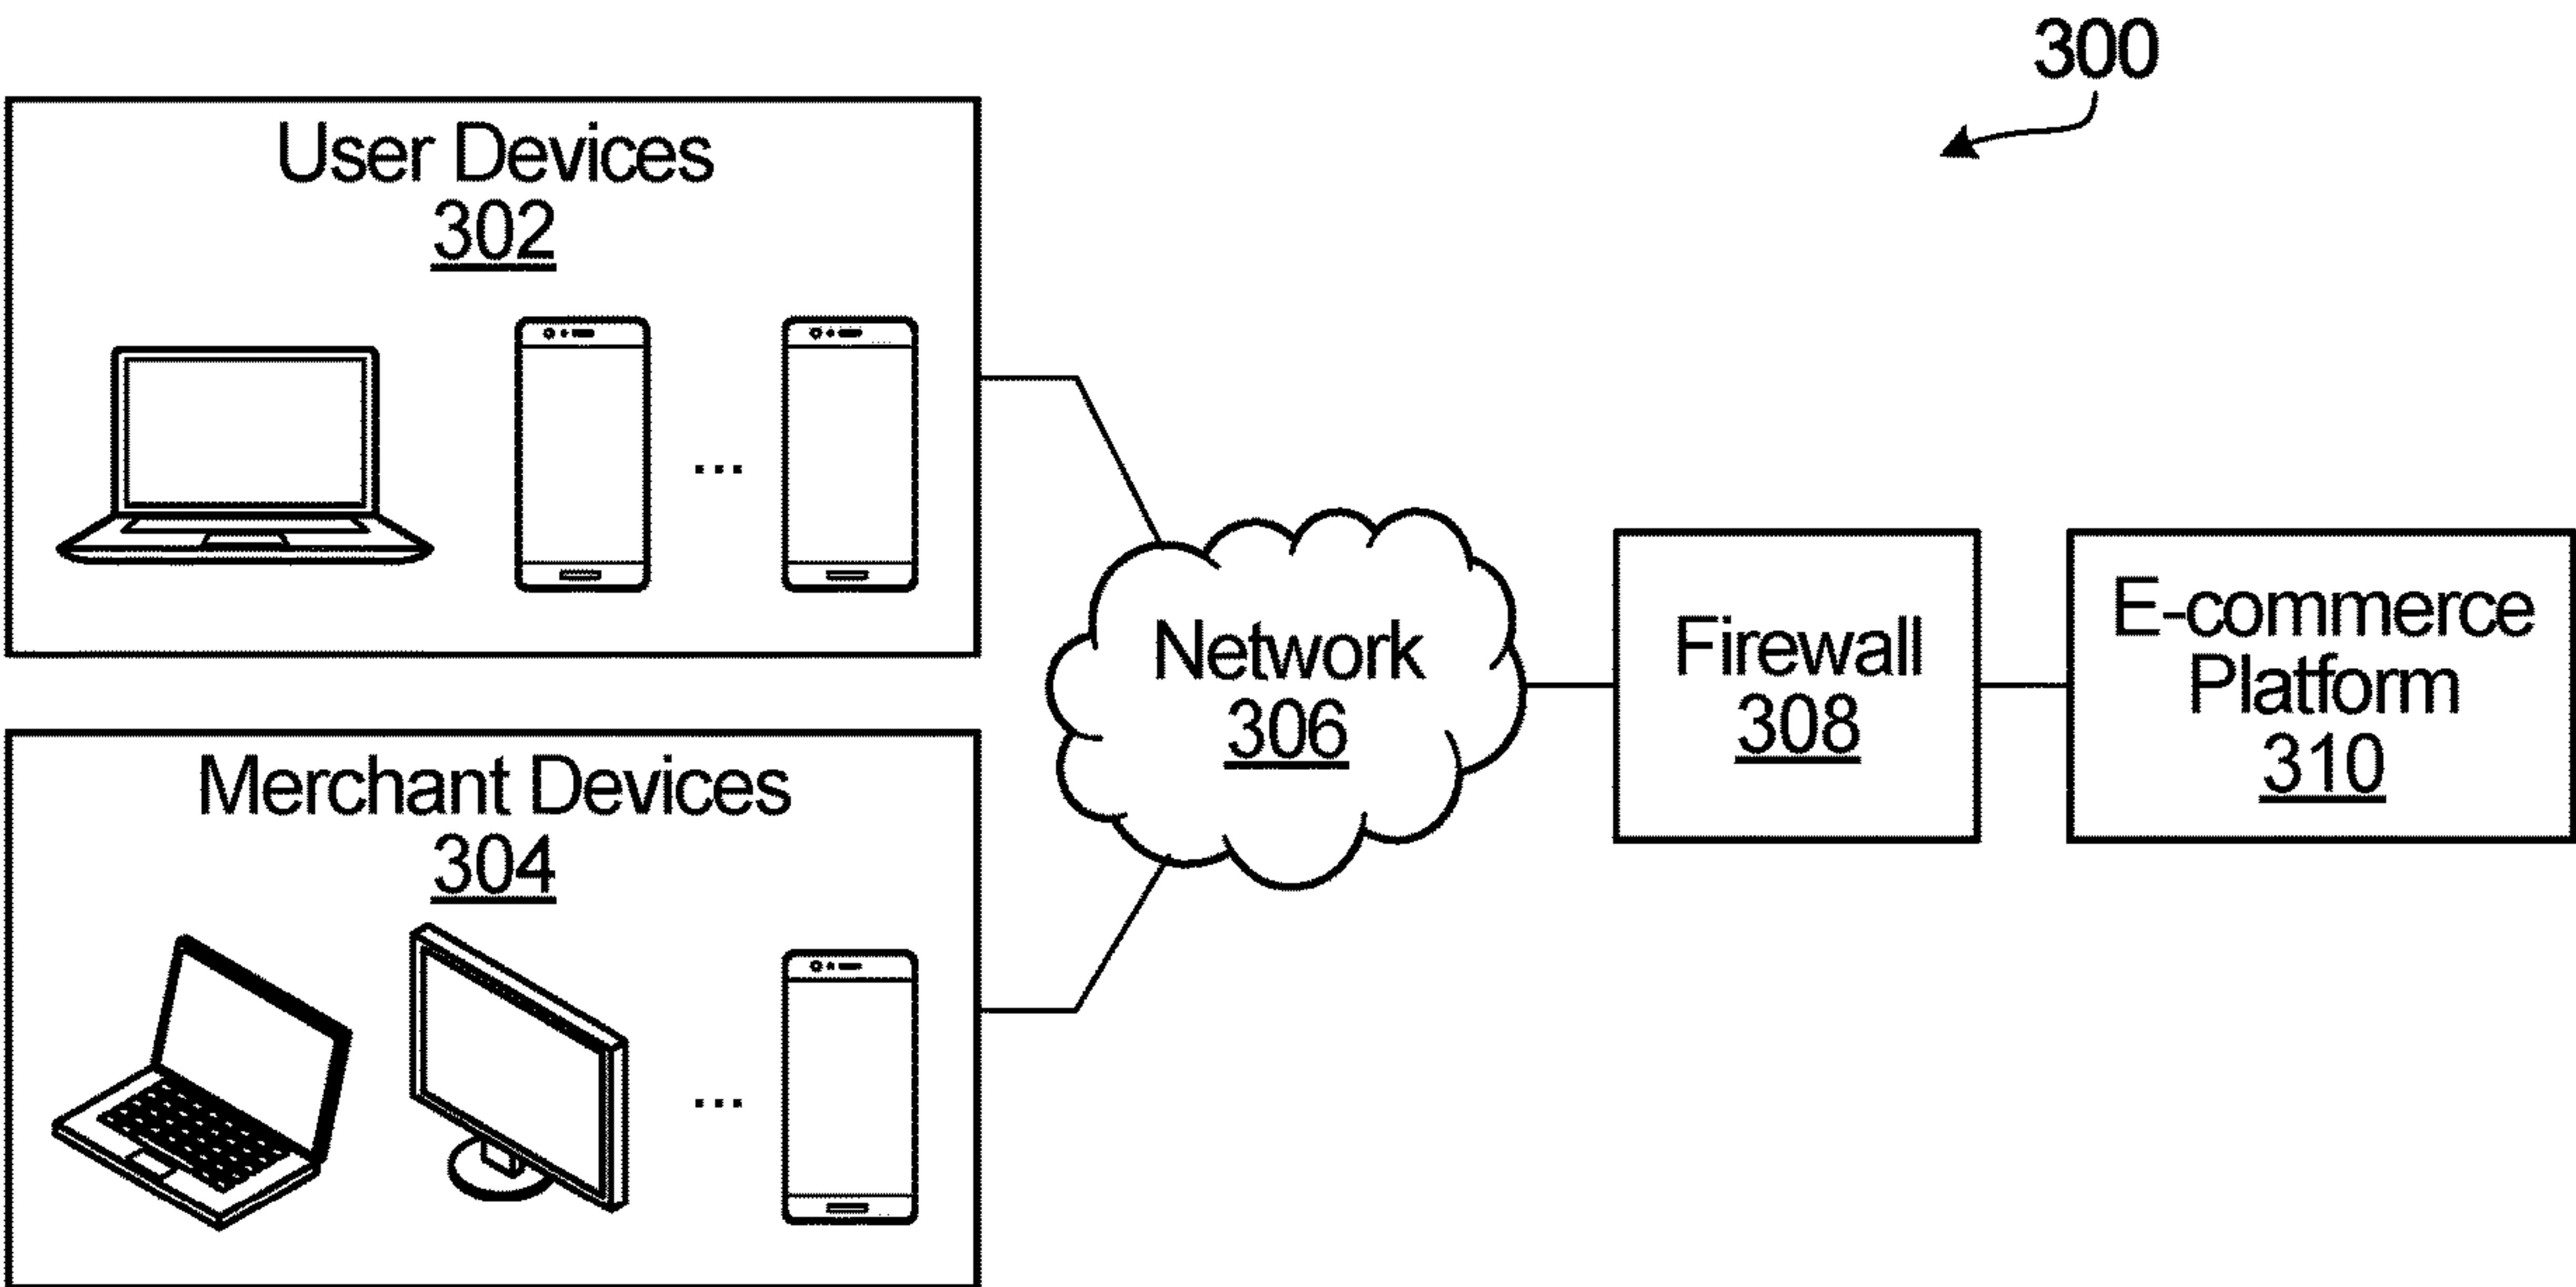 300
User Devices
302
...
Merchant Devices
304
...
Network
306
Firewall
308
E-commerce
Platform
310